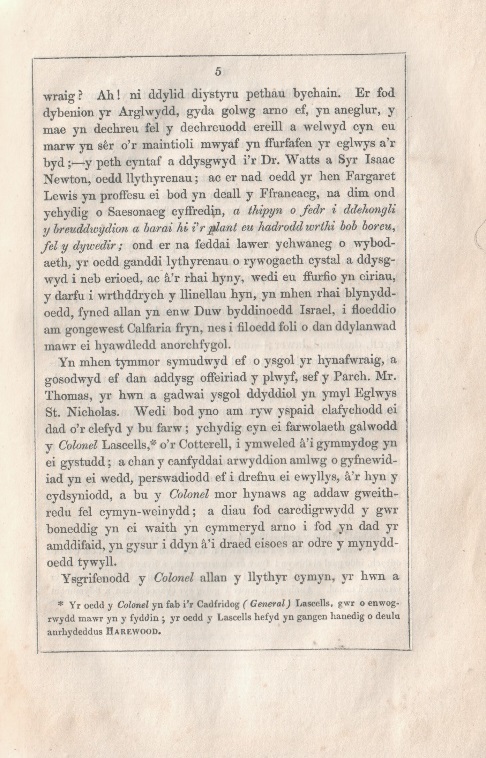 5
wraig? Ah! ni ddylid diystyru pethau bychain. Er fod
dybenion yr Arglwydd, gyda golwg arno ef, yn aneglur, y
mae yn dechreu fel y dechreuodd ereill a welwyd cyn eu
marw yn sêr o'r maintioli mwyaf yn ffurfafen yr eglwys a'r
byd;—y peth cyntaf a ddysgwyd i'r Dr. Watts a Syr Isaac
Newton, oedd llythyrenau; ac er nad oedd yr hen Fargaret
Lewis yn proffesu ei bod yn deall y Ffrancaeg, na dim ond
ychydig o Saesonaeg cyffredin, a thipyn o fedr i ddehongli
y breuddwydion a barai hi i'r plant eu hadrodd wrthi bob boreu,
fel y dywedir; ond er na feddai lawer ychwaneg o wybod-
aeth, yr oedd ganddi lythyrenau o rywogaeth cystal a ddysg-
wyd i neb erioed, ac â'r rhai hyny, wedi eu ffurfio yn ciriau,
y darfu i wrthddrych y llinellau hyn, yn mhen rhai blynydd-
oedd, fyned allan yn enw Duw byddinoedd Israel, i floeddio
am gongcwest Calfaria fryn, nes i filoedd foli o dan ddylanwad
mawr ei hyawdledd anorchfygol.
Yn mhen tymmor symudwyd ef o ysgol yr hynafwraig, a
gosodwyd ef dan addysg offeiriad y plwyf, sef y Parch. Mr.
Thomas, yr hwn a gadwai ysgol ddyddiol yn ymyl Eglwys
St. Nicholas. Wedi bod yno am ryw yspaid clafychodd ei
dad o'r clefyd y bu farw; ychydig cyn ei farwolaeth galwodd
y Colonel Lascells,* o'r Cotterell, i ymweled â'i gymmydog yn
ei gystudd; a chan y canfyddai arwyddion amlwg o gyfnewid-
iad yn ei wedd, perswadiodd ef i drefnu ei ewyllys, â'r hyn y
cydsyniodd, a bu y Colonel mor hynaws ag addaw gweith-
redu fel cymyn-weinydd; a diau fod caredigrwydd y gwr
boneddig yn ei waith yn cymmeryd arno i fod yn dad yr
amddifaid, yn gysur i ddyn â'i draed eisoes ar odre y mynydd-
oedd tywyll.
Ysgrifenodd y Colonel allan y llythyr cymyn, yr hwn a
* Yr oedd y Colonel yn fab i'r Cadfridog (General) Lascells, gwr o enwog-
rwydd mawr yn y fyddin; yr oedd y Lascells hefyd yn gangen hanedig o deulu
anrhydeddus HAREWOOD.